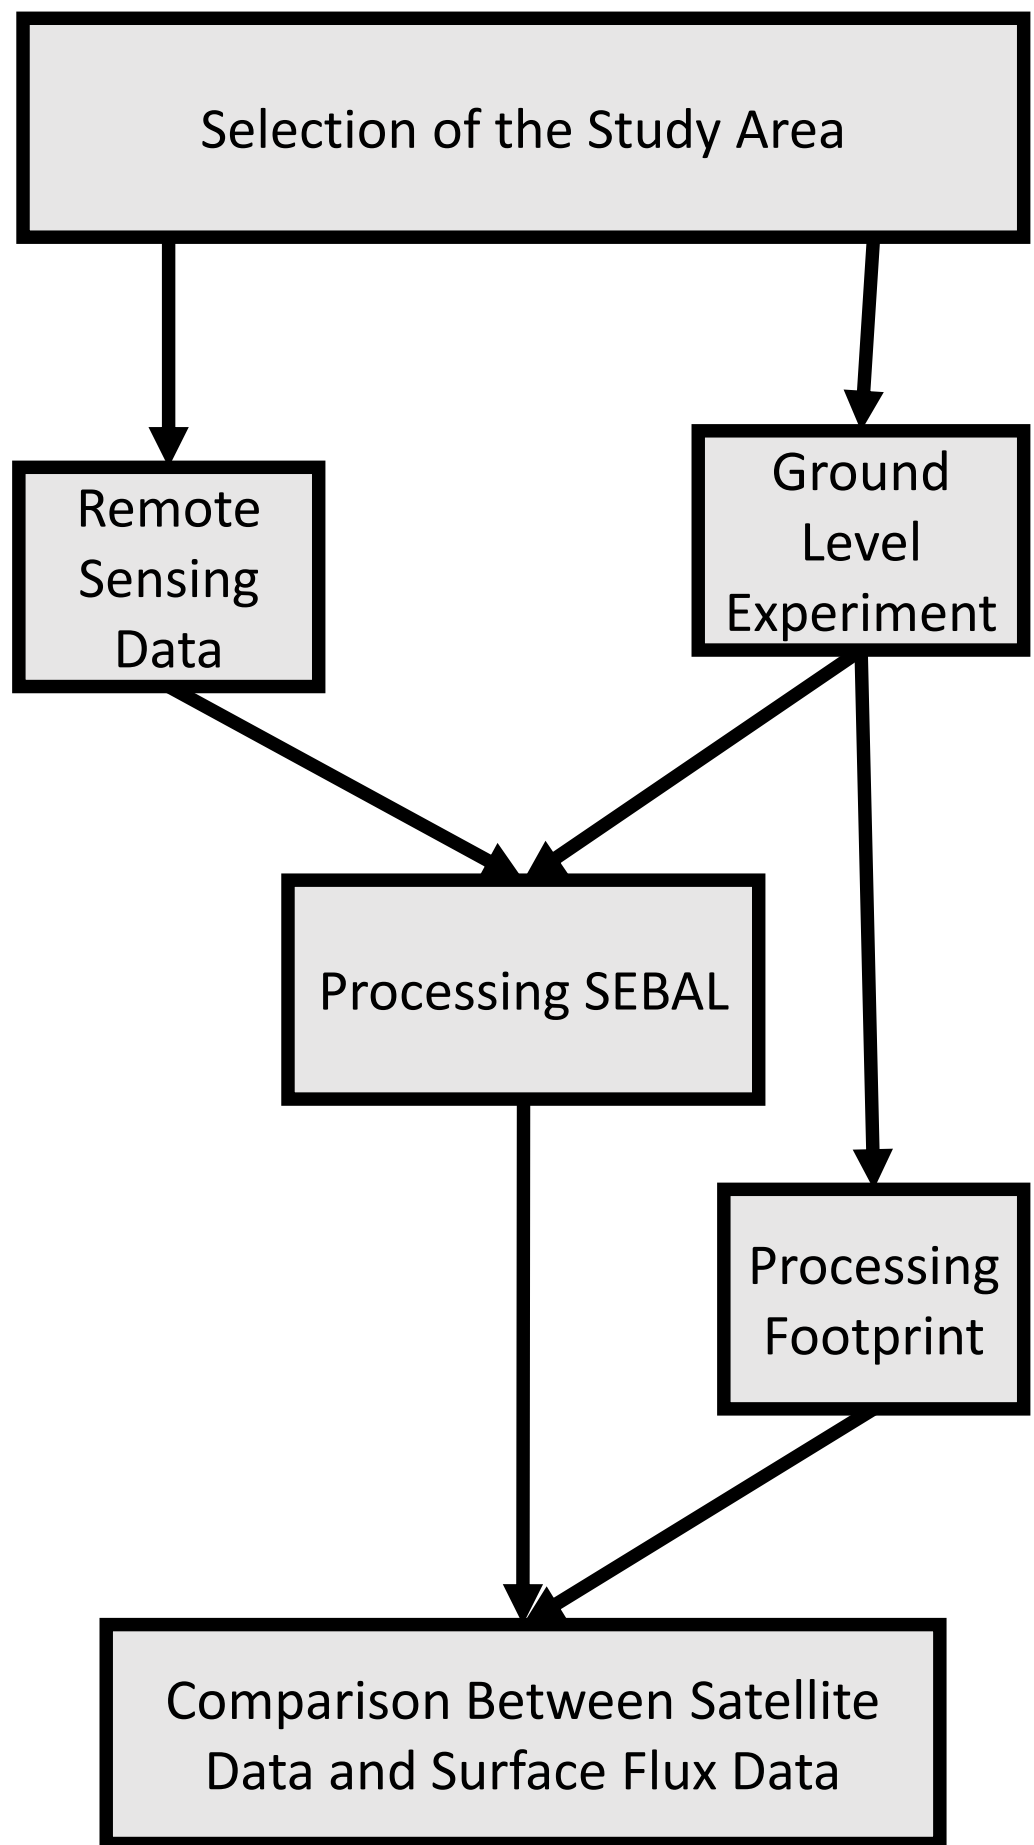 Selection of the Study Area
Remote
Sensing
Data
Ground
Level
Experiment
Processing SEBAL
Processing
Footprint
Comparison Between Satellite
Data and Surface Flux Data